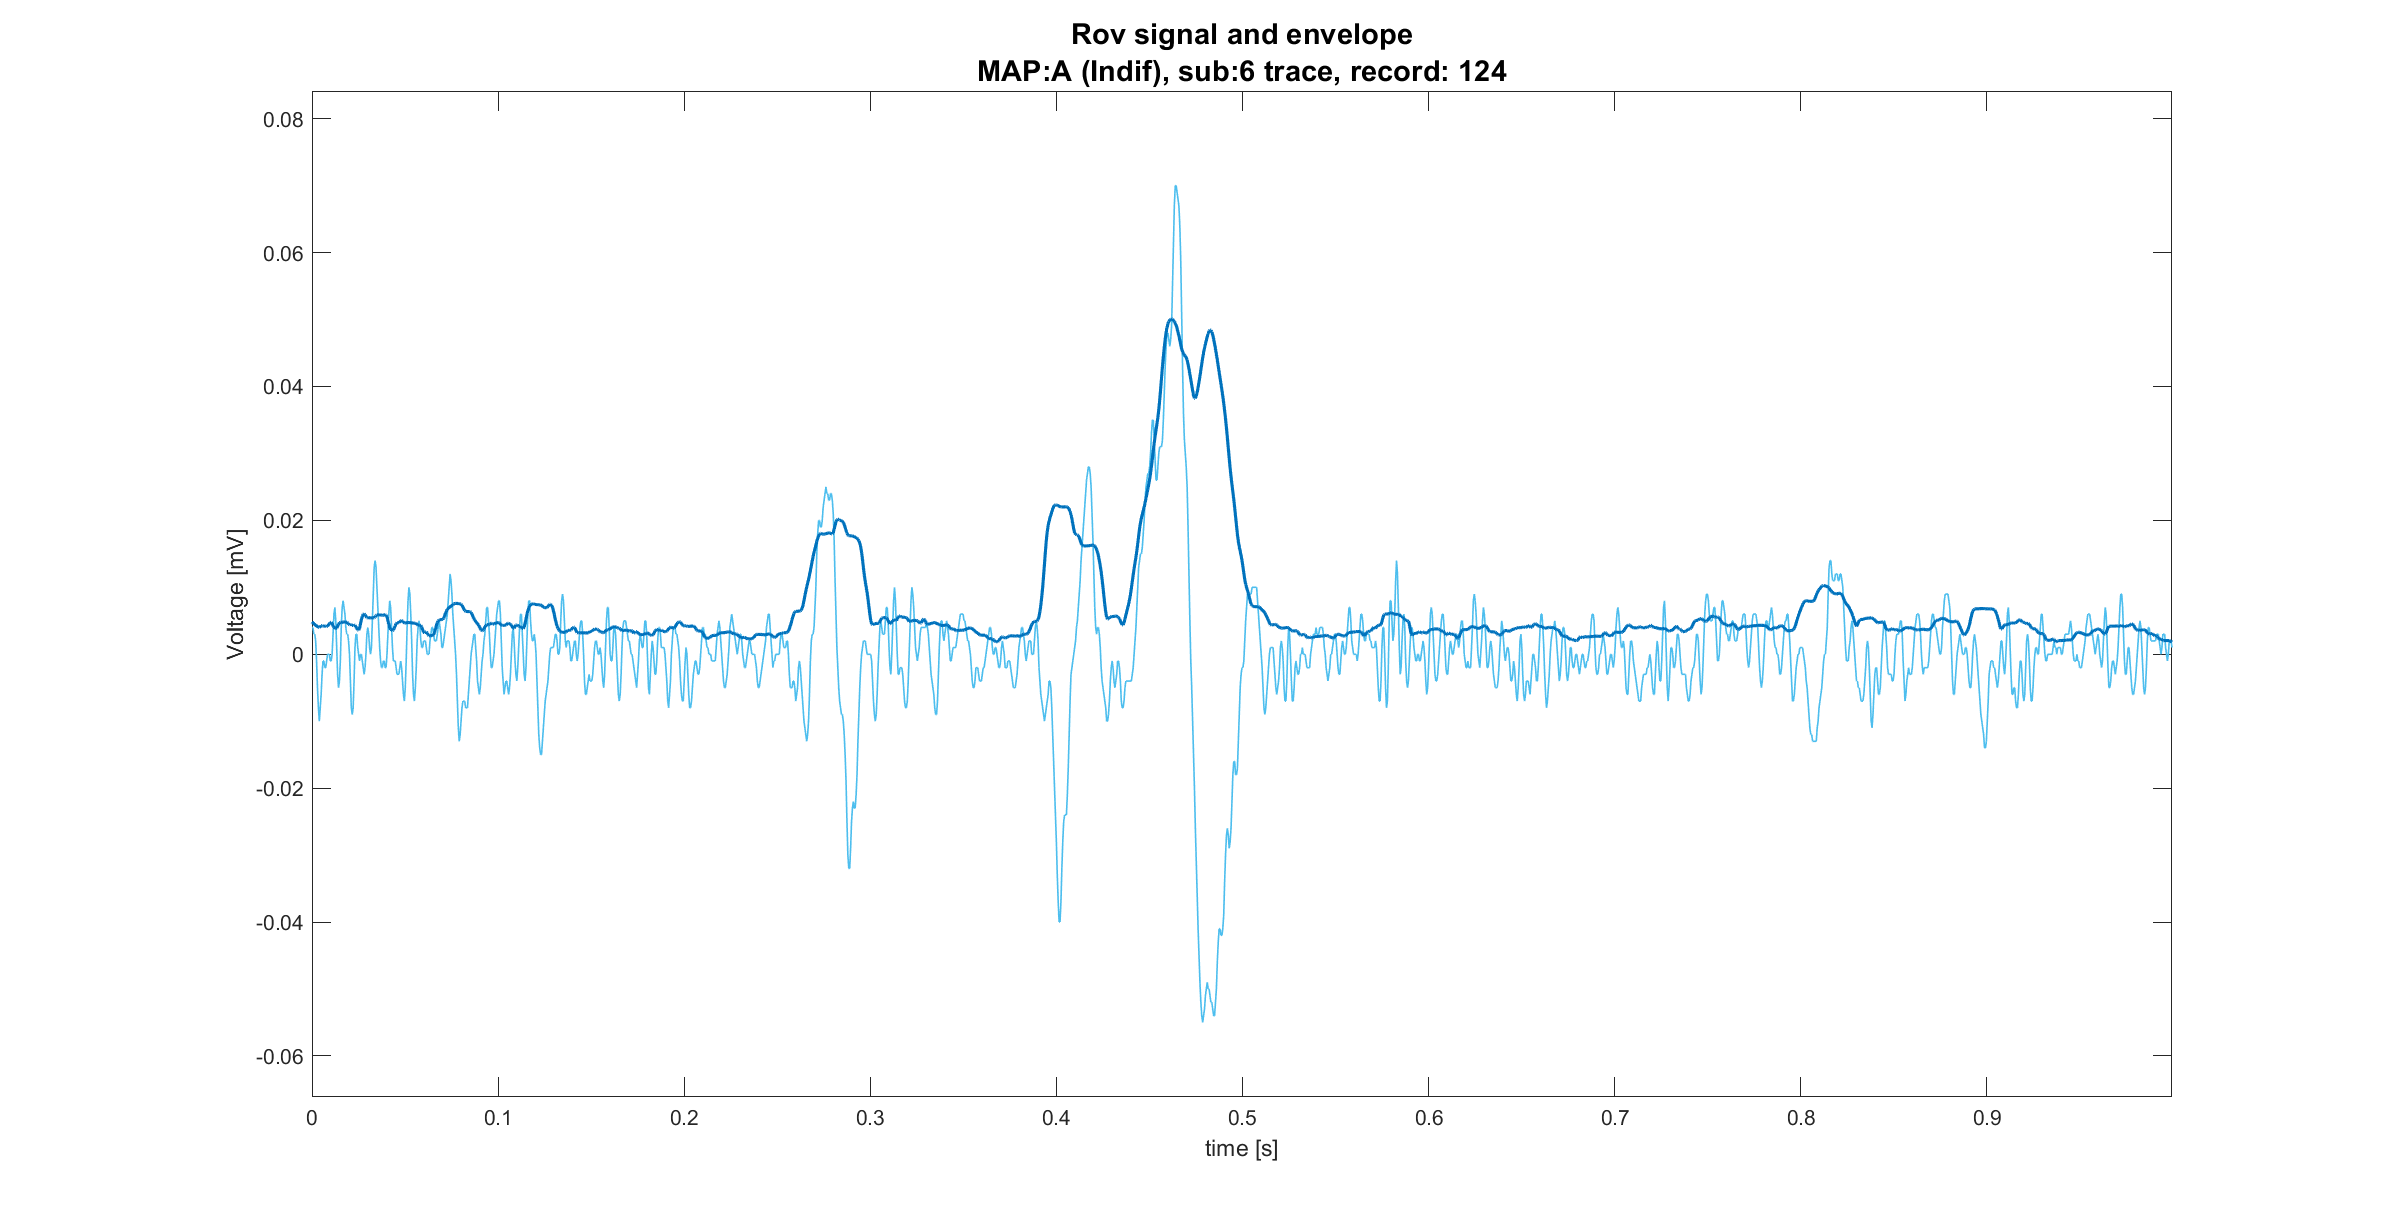 Rov signal and envelope
MAP:A (Indif), sub:6 trace, record: 124
0.08
0.06
0.04
0.02
0
-0.02
-0.04
-0.06
Voltage [mV]
0 0.1 0.2 0.3 0.4 0.5 0.6 0.7 0.8 0.9
time [s]